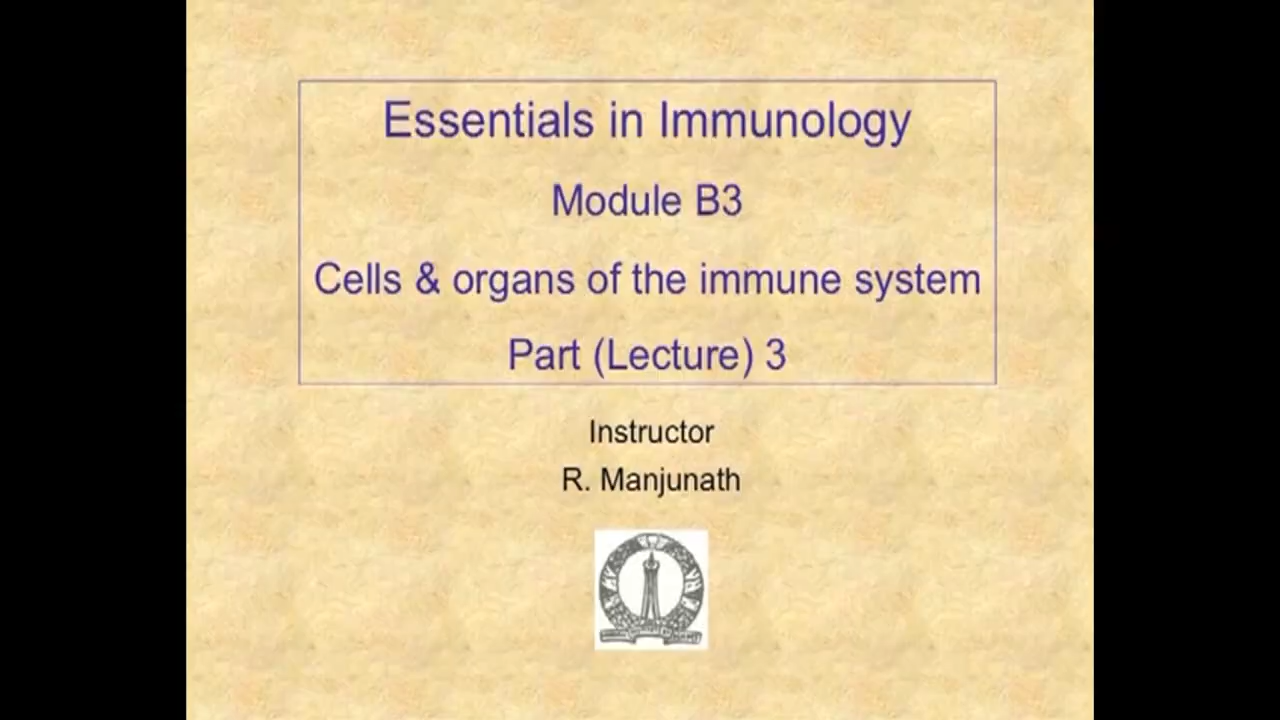 Essentials in Immunology
Module B3
Cells & organs of the immune system
Part (Lecture) 3
Instructor
R. Manjunath